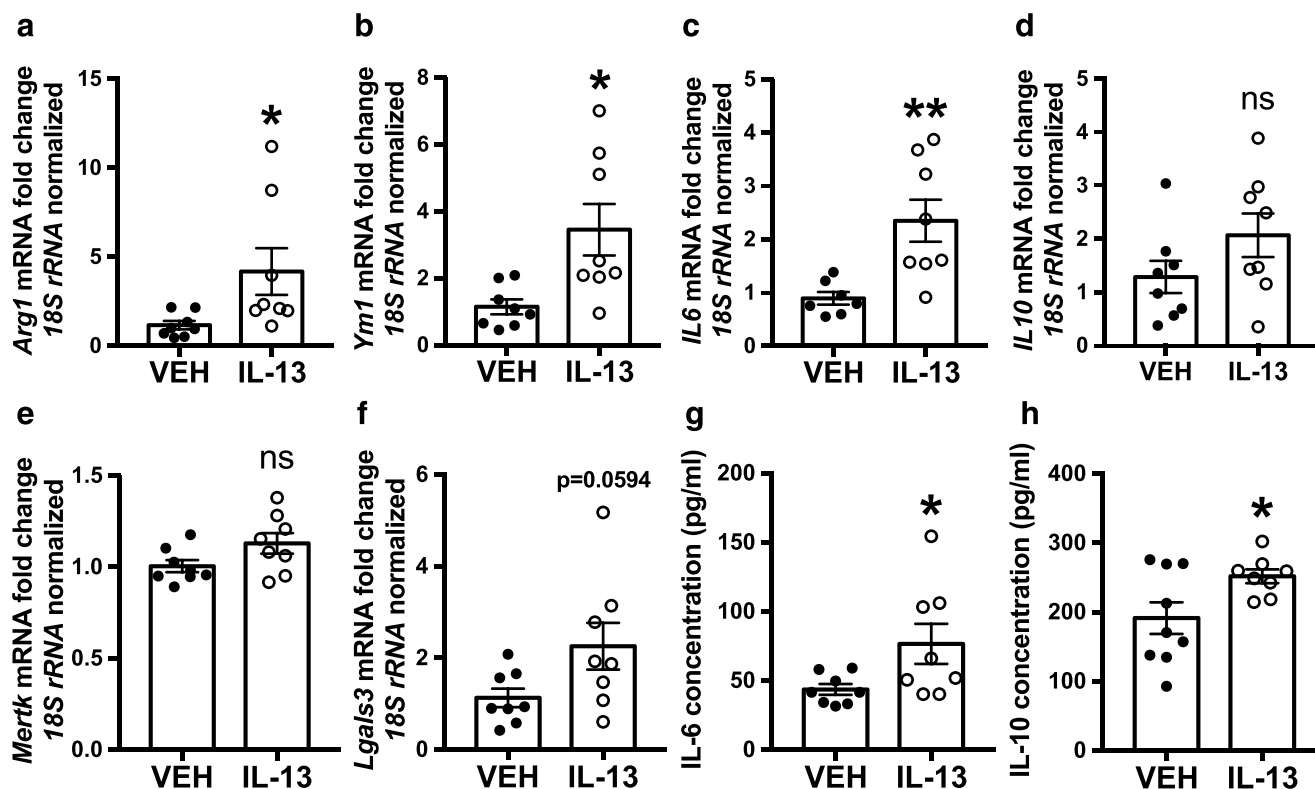 a
Arg1 mRNA fold change
18S rRNA normalized
15
10
5
0
*
VEH IL-13
b
Ym1 mRNA fold change
18S rRNA normalized
8
6
4
2
0
*
VEH IL-13
c
IL6 mRNA fold change
18S rRNA normalized
5
4
3
2
1
0
**
VEH IL-13
d
IL10 mRNA fold change
18S rRNA normalized
5
4
3
2
1
0
ns
VEH IL-13
e
Mertk mRNA fold change
18S rRNA normalized
1.5
1.0
0.5
0.0
ns
VEH IL-13
f
Lgals3 mRNA fold change
18S rRNA normalized
6
4
2
0
p=0.0594
VEH IL-13
g
IL-6 concentration (pg/ml)
200
150
100
50
0
*
VEH IL-13
h
IL-10 concentration (pg/ml)
400
300
200
100
0
*
VEH IL-13